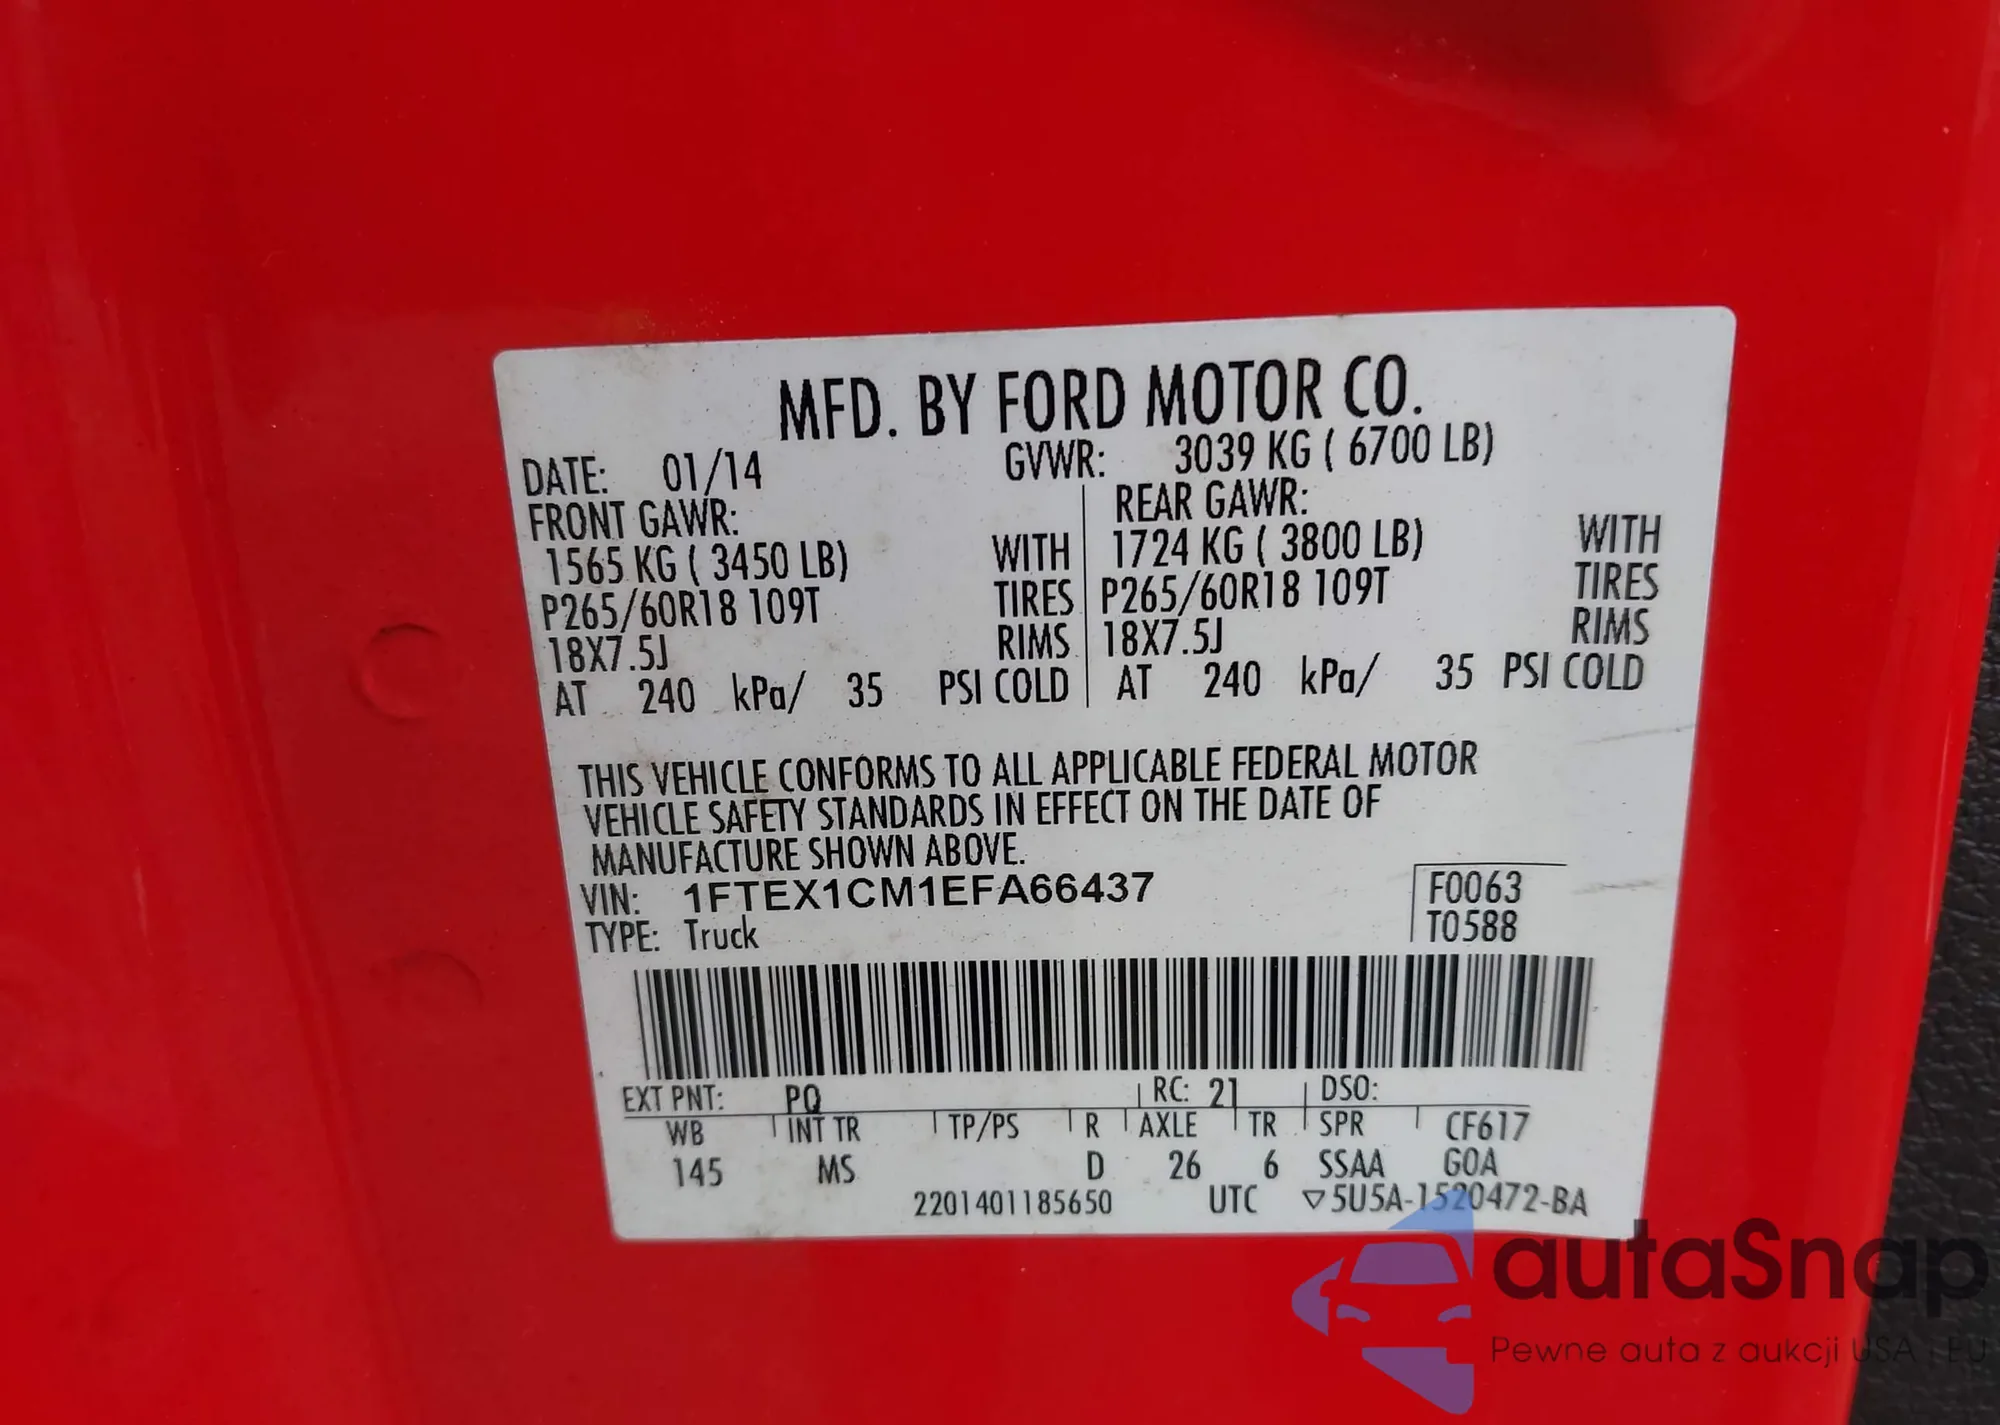 MFD. BY FORD MOTOR CO.
DATE: 01/14 GVWR: 3039 KG ( 6700 LB)
FRONT GAWR: REAR GAWR:
1565 KG ( 3450 LB) WITH 1724 KG ( 3800 LB) WITH
P265/60R18 109T TIRES P265/60R18 109T TIRES
18X7.5J RIMS 18X7.5J RIMS
AT 240 kPa/ 35 PSI COLD AT 240 kPa/ 35 PSI COLD
THIS VEHICLE CONFORMS TO ALL APPLICABLE FEDERAL MOTOR
VEHICLE SAFETY STANDARDS IN EFFECT ON THE DATE OF
MANUFACTURE SHOWN ABOVE.
VIN: 1FTEX1CM1EFA66437 F0063
TYPE: Truck T0588
EXT PNT: PQ RC: 21 DSO:
WB INT TR TP/PS R AXLE TR SPR CF617
145 MS D 26 6 SSAA GOA
2201401185650 UTC ▽5U5A-1520472-BA
autaSnap
Pewne auta z aukcji USA i EU